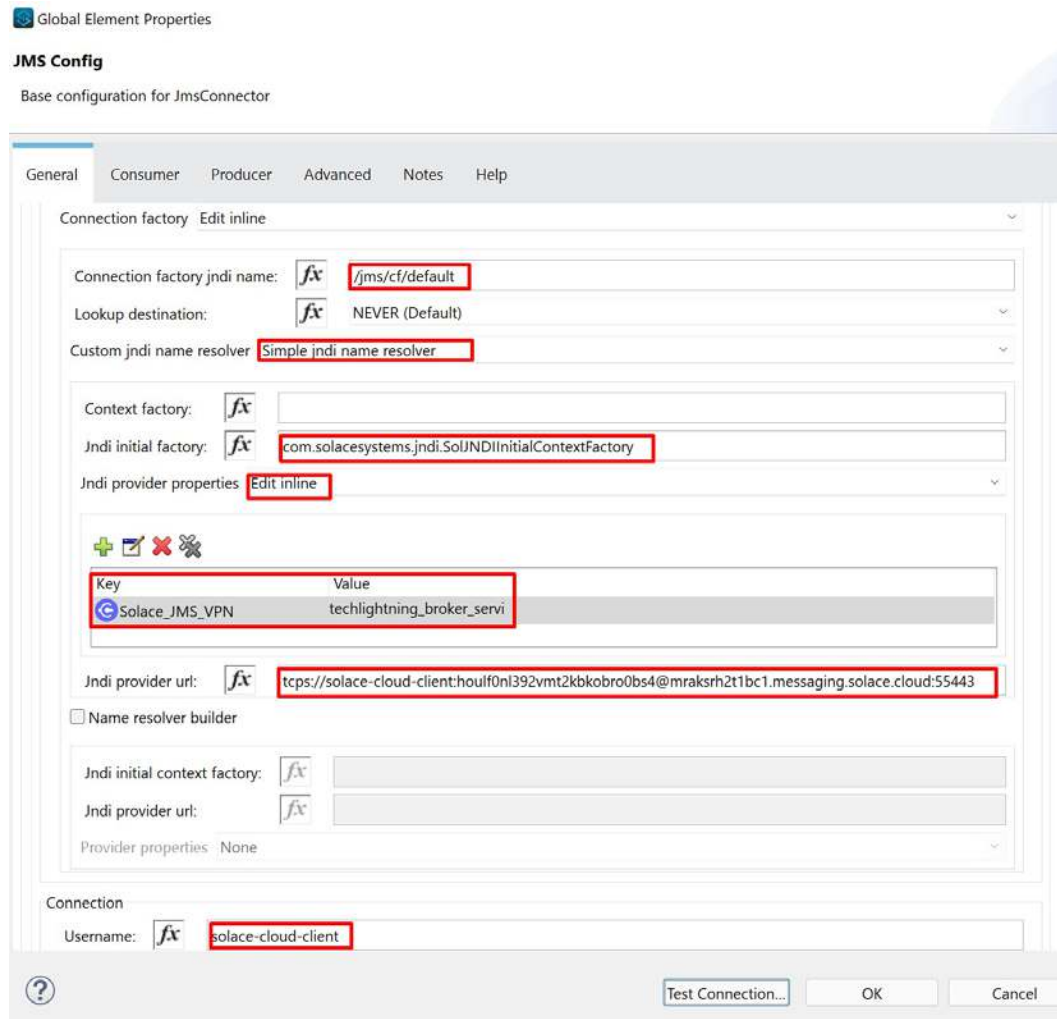 Global Element Properties
JMS Config
Base configuration for JmsConnector
General Consumer Producer Advanced Notes Help
Connection factory Edit inline
Connection factory jndi name: fx /jms/cf/default
Lookup destination: fx NEVER (Default)
Custom jndi name resolver Simple jndi name resolver
Context factory: fx
Jndi initial factory: fx com.solacesystems.jndi.SolJNDIInitialContextFactory
Jndi provider properties Edit inline
Key Value
C Solace_JMS_VPN techlightning_broker_servi
Jndi provider url: fx tcps://solace-cloud-client:houlf0nl392vmt2kbkobro0bs4@mraksrh2t1bc1.messaging.solace.cloud:55443
Name resolver builder
Jndi initial context factory: fx
Jndi provider url: fx
Provider properties None
Connection
Username: fx solace-cloud-client
? Test Connection... OK Cancel